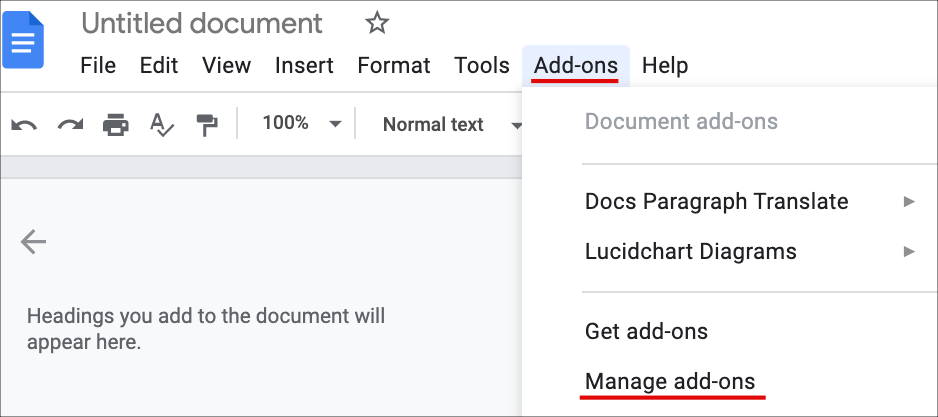 Untitled document
File Edit View Insert Format Tools Add-ons Help
100% Normal text
Document add-ons
Docs Paragraph Translate
Lucidchart Diagrams
Get add-ons
Manage add-ons
Headings you add to the document will
appear here.